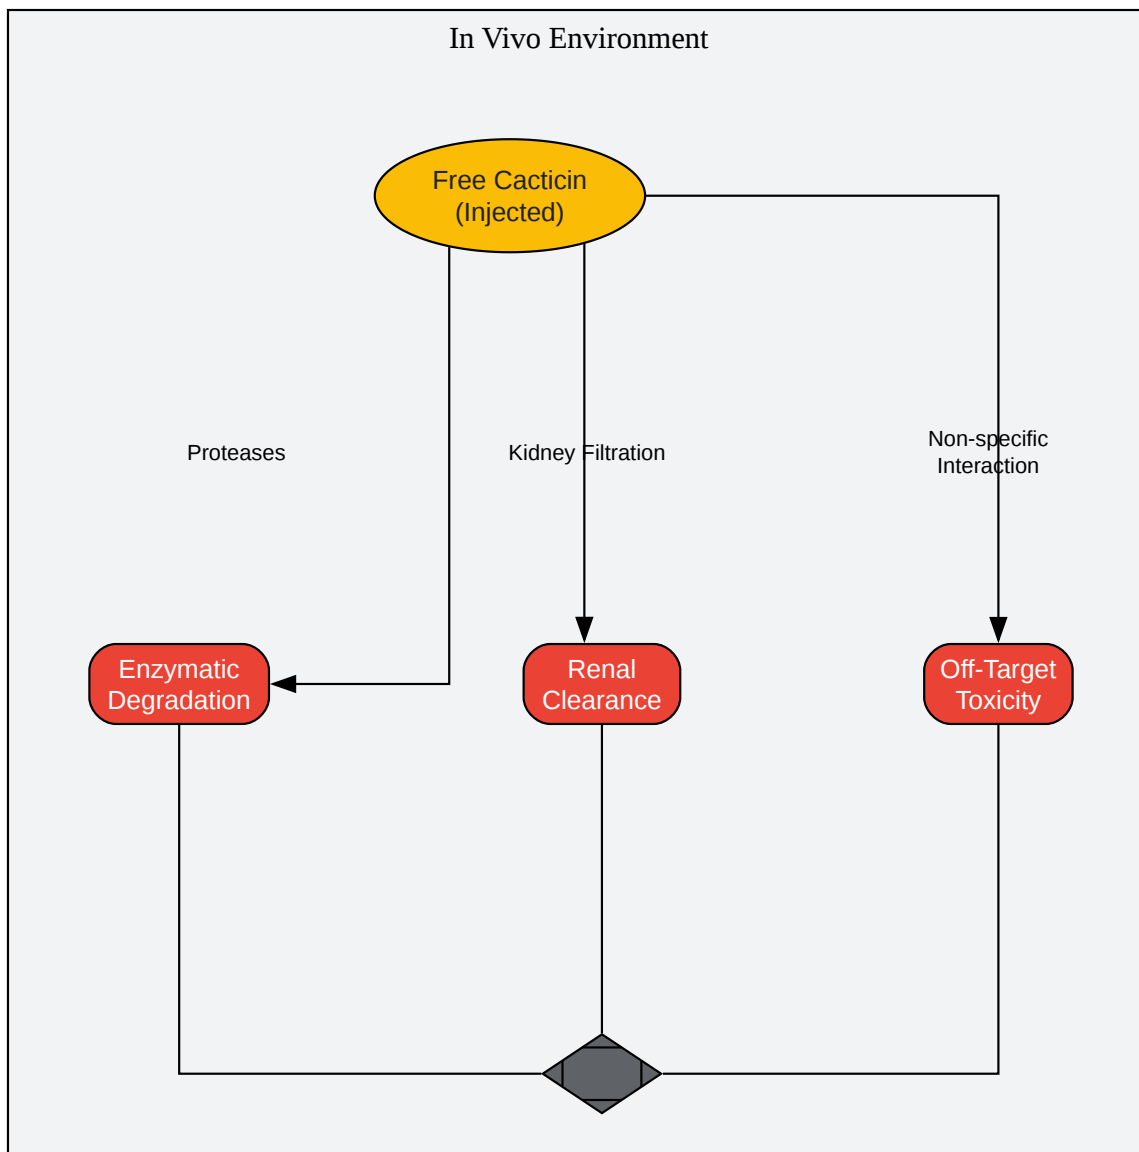 In Vivo Environment
Free Cacticin
(Injected)
Proteases
Kidney Filtration
Non-specific
Interaction
Enzymatic
Degradation
Renal
Clearance
Off-Target
Toxicity